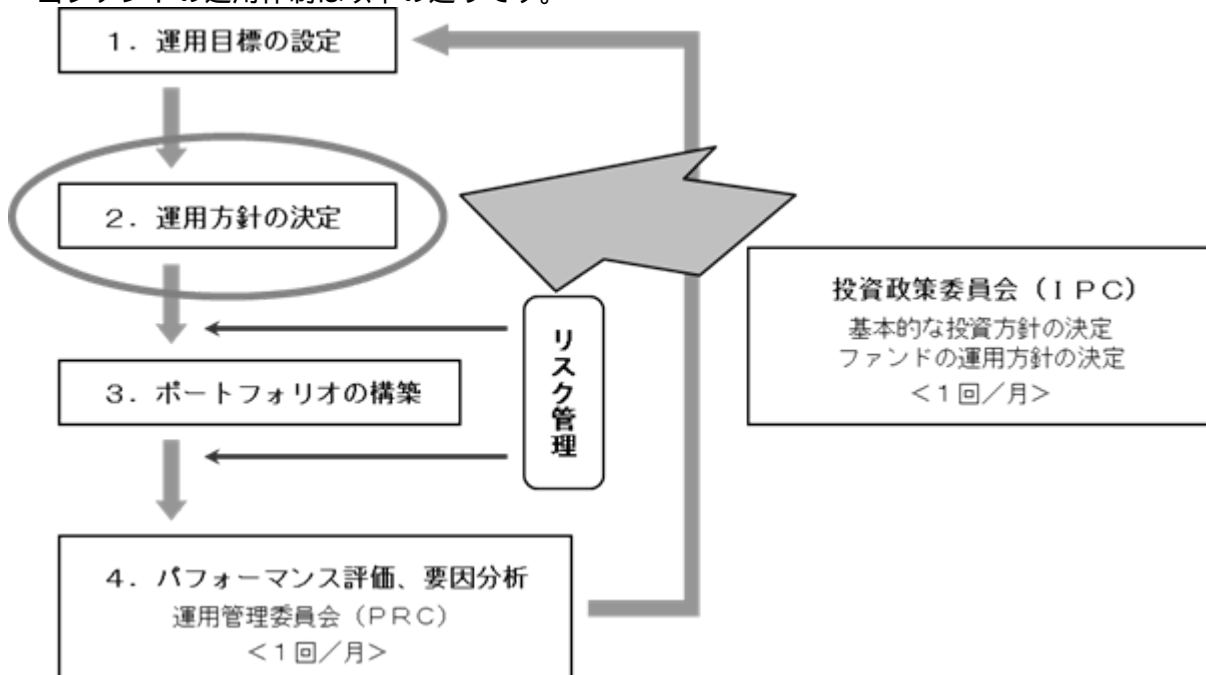 当ファンドの運用体制は以下の通りです。
１．運用目標の設定
２．運用方針の決定
リスク管理
３．ポートフォリオの構築
４．パフォーマンス評価、要因分析
運用管理委員会（ＰＲＣ）
＜１回／月＞
投資政策委員会（ＩＰＣ）
基本的な投資方針の決定
ファンドの運用方針の決定
＜１回／月＞